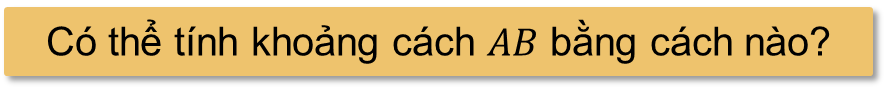 Có thể tính khoảng cách AB bằng cách nào?